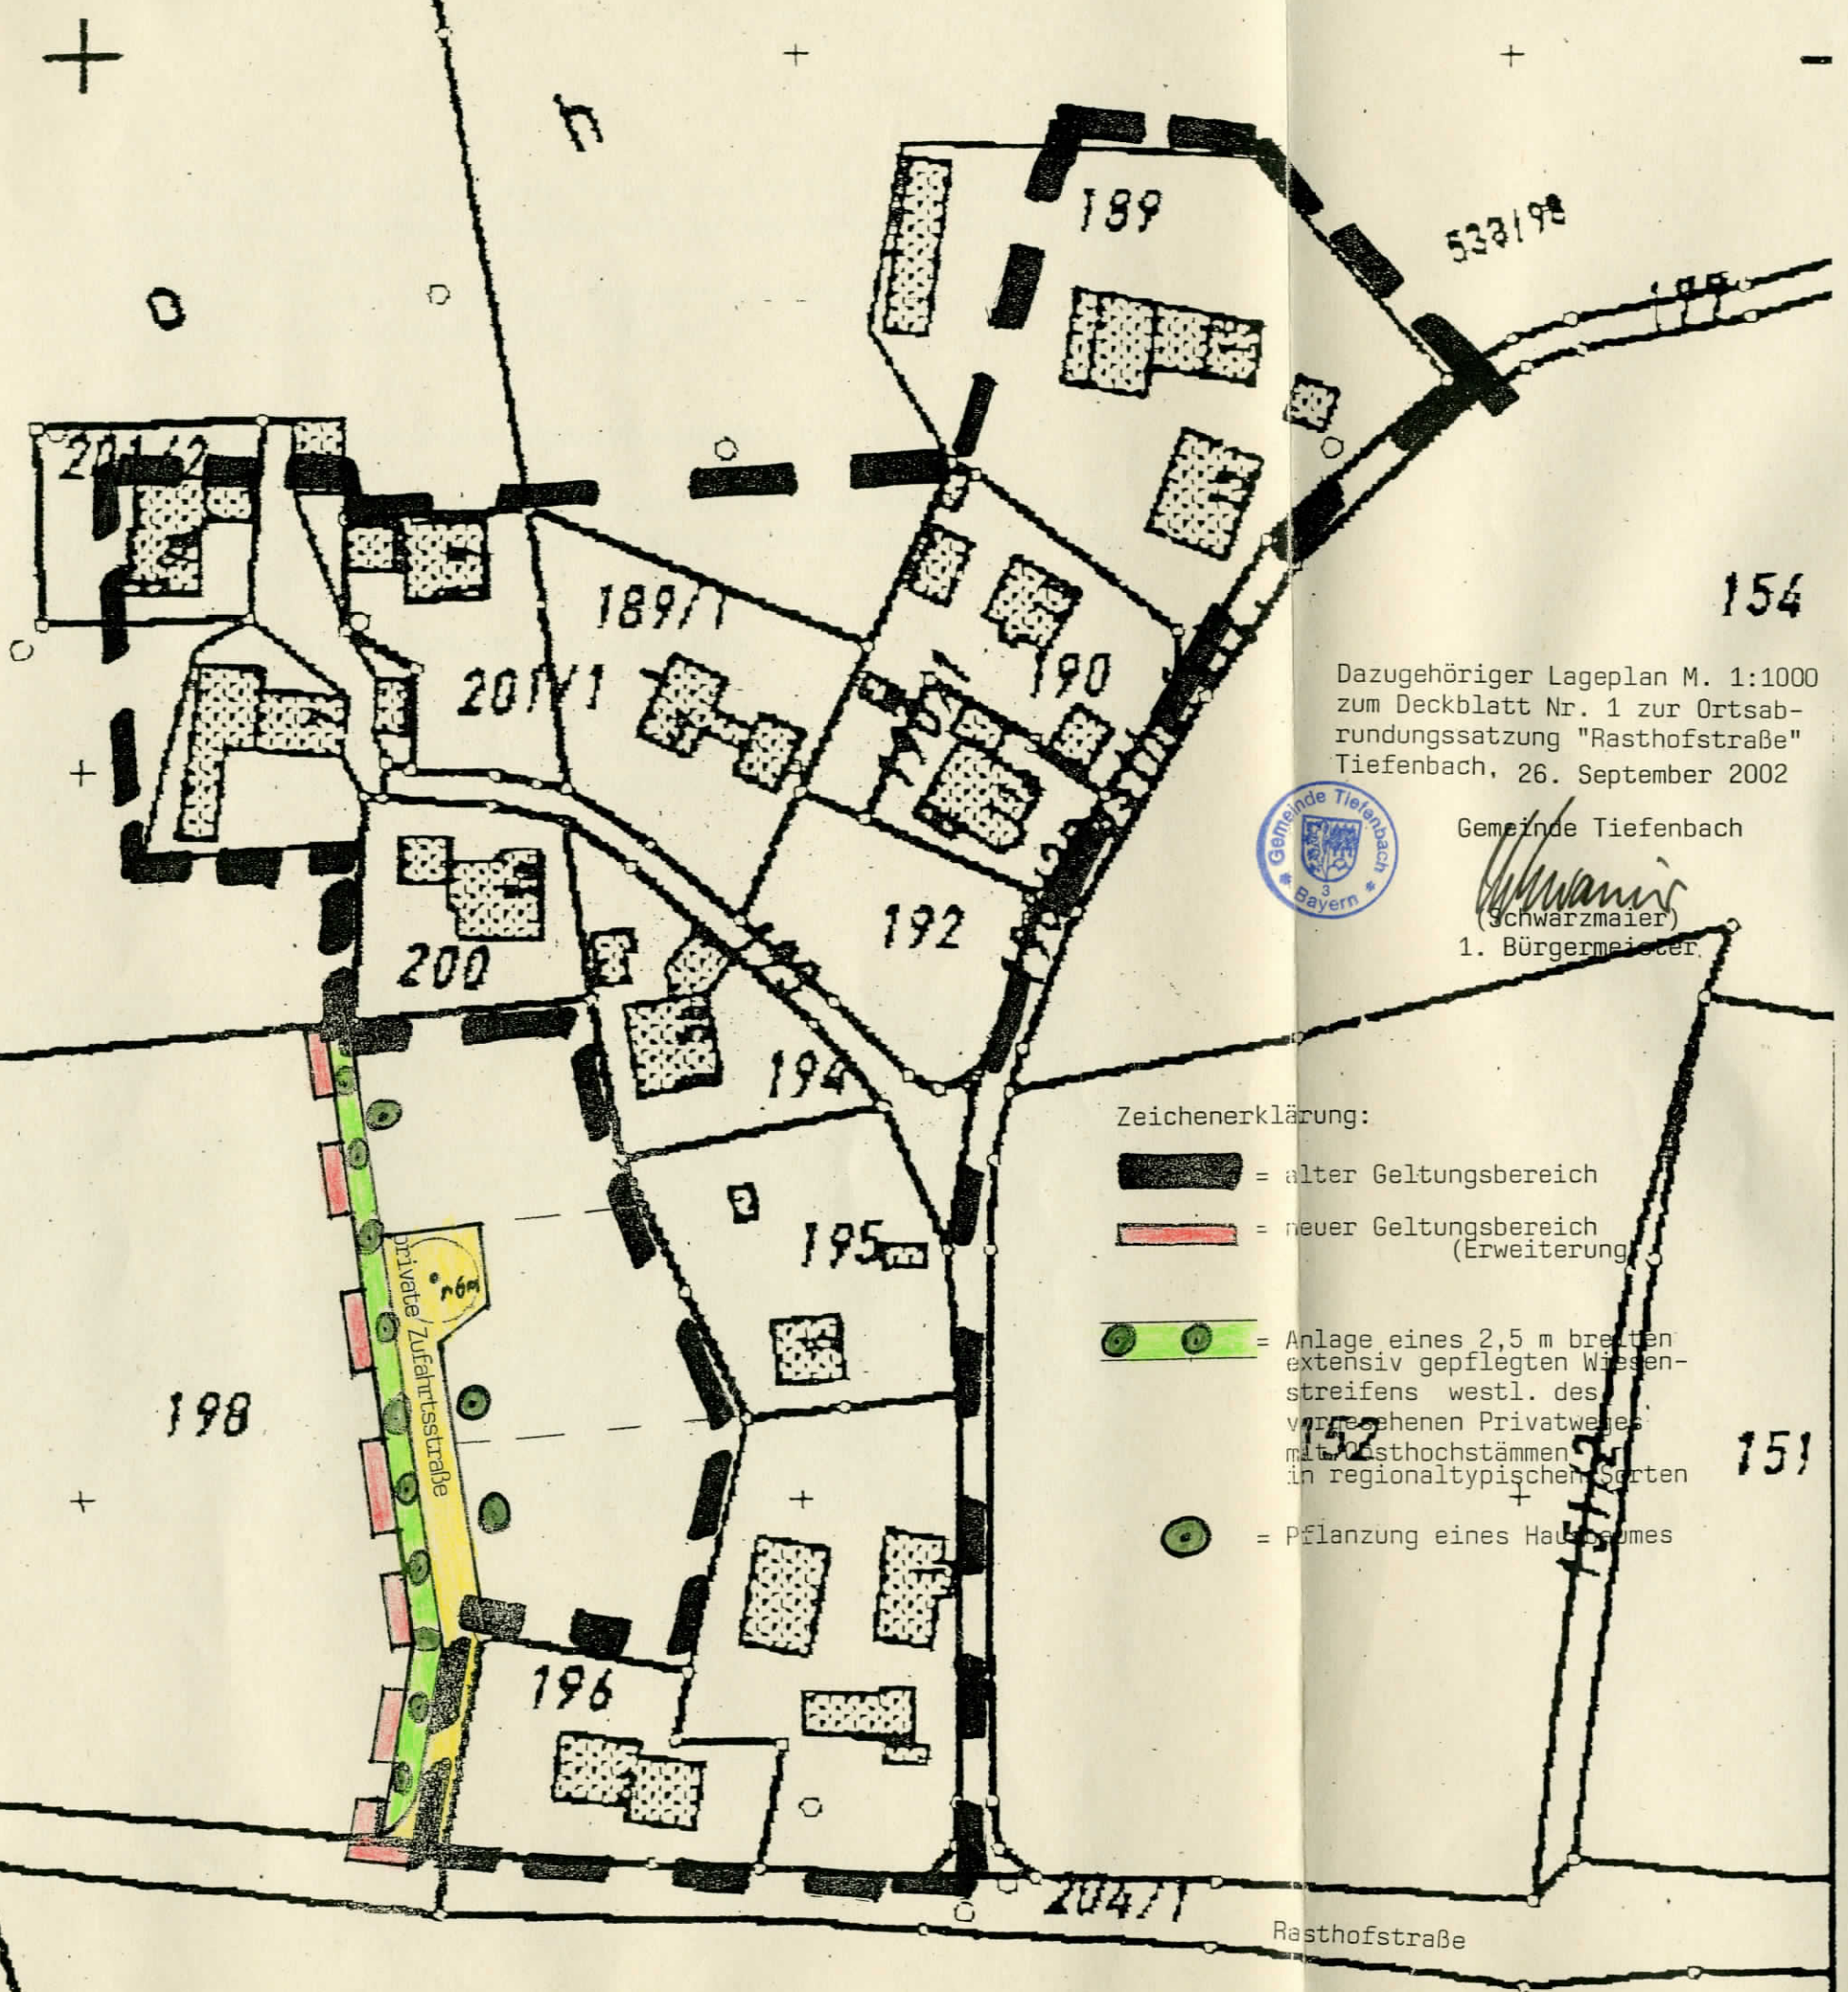 n
o
189
201/2
189/1
201/1
190
154
Dazugehöriger Lageplan M. 1:1000
zum Deckblatt Nr. 1 zur Ortsab-
rundungssatzung "Rasthofstraße"
Tiefenbach, 26. September 2002
Gemeinde Tiefenbach
3
Bayern
Gemeinde Tiefenbach
(Schwarzmaier)
1. Bürgermeister
192
200
194
195
Zeichenerklärung:
= alter Geltungsbereich
= neuer Geltungsbereich
(Erweiterung
= Anlage eines 2,5 m breiten
extensiv gepflegten Wiesen-
streifens westl. des
vorgesehenen Privatweges
mit Obsthochstämmen
in regionaltypischen Sorten
= Pflanzung eines Hausbaumes
private Zufahrtsstraße
198
152
151
196
204/1
Rasthofstraße